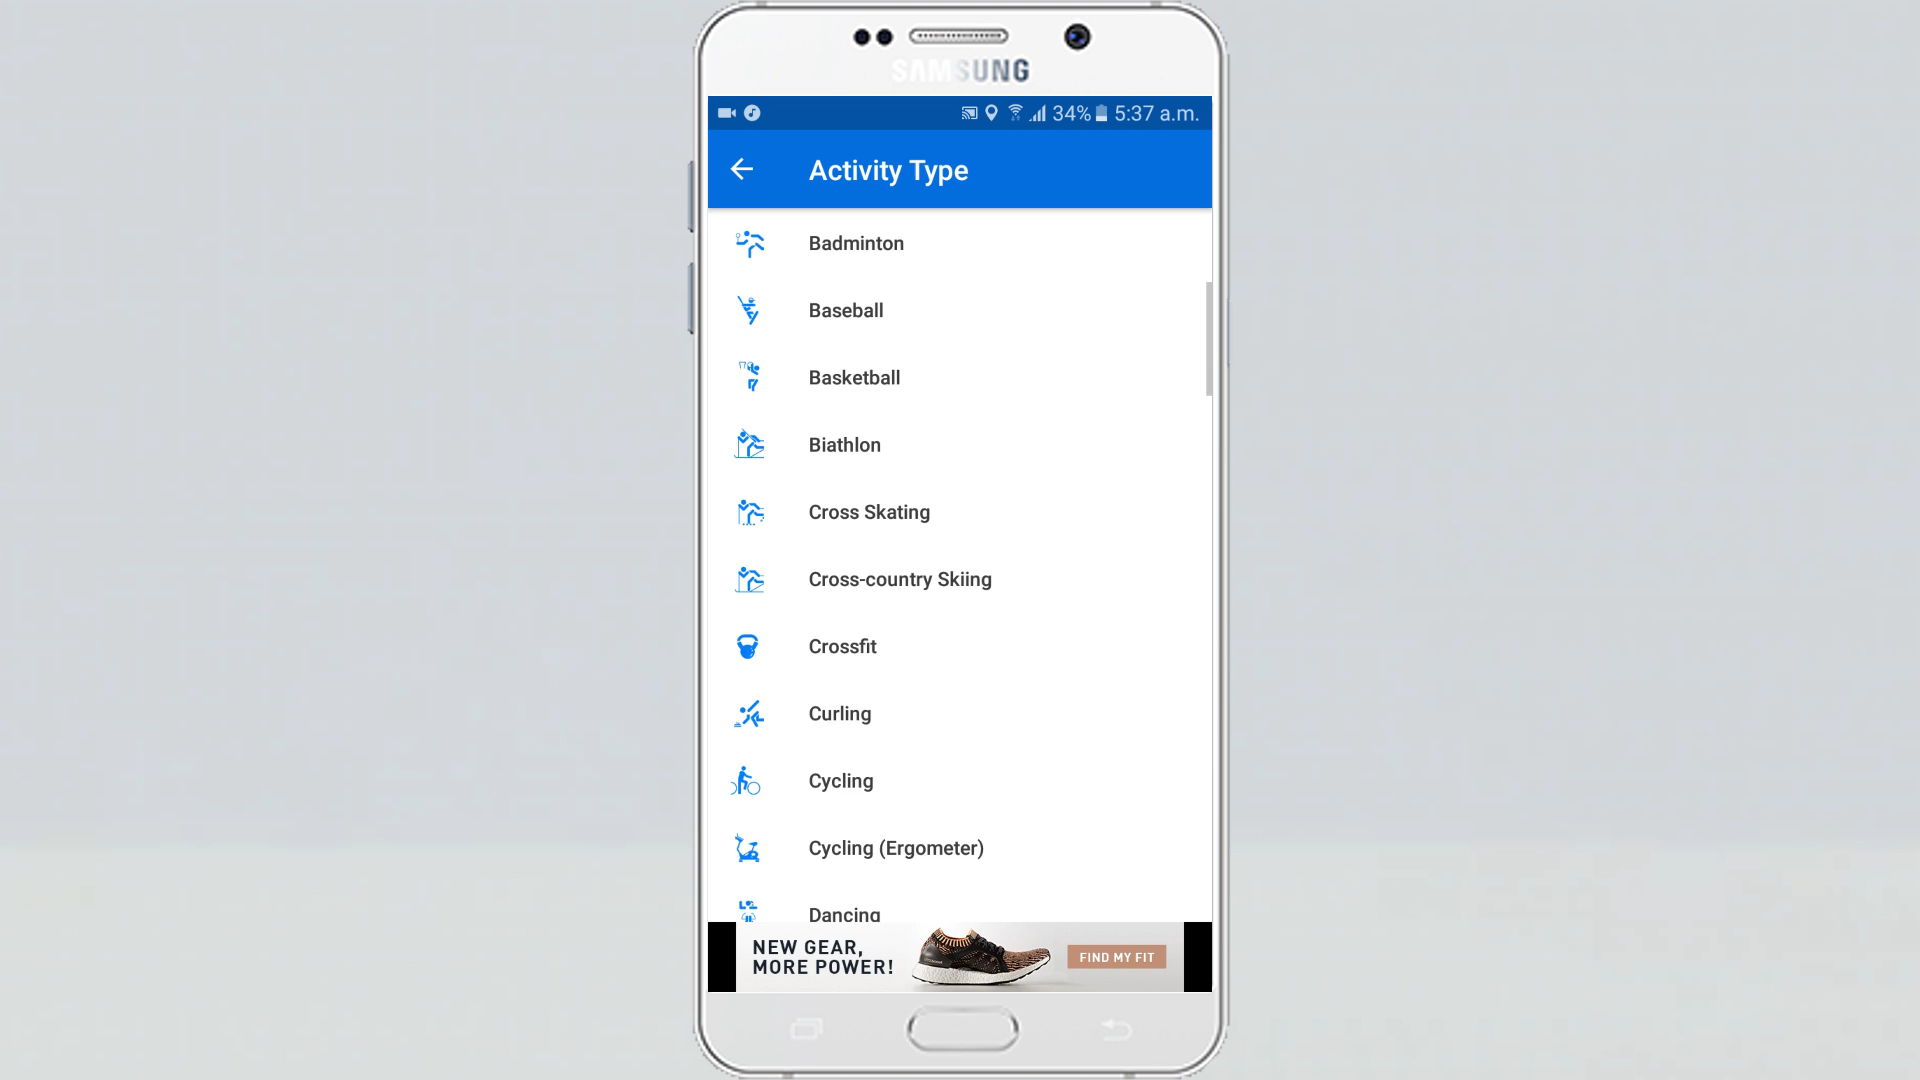 SAMSUNG
34% 5:37 a.m.
Activity Type
Badminton
Baseball
Basketball
Biathlon
Cross Skating
Cross-country Skiing
Crossfit
Curling
Cycling
Cycling (Ergometer)
Dancing
NEW GEAR,
MORE POWER!
FIND MY FIT